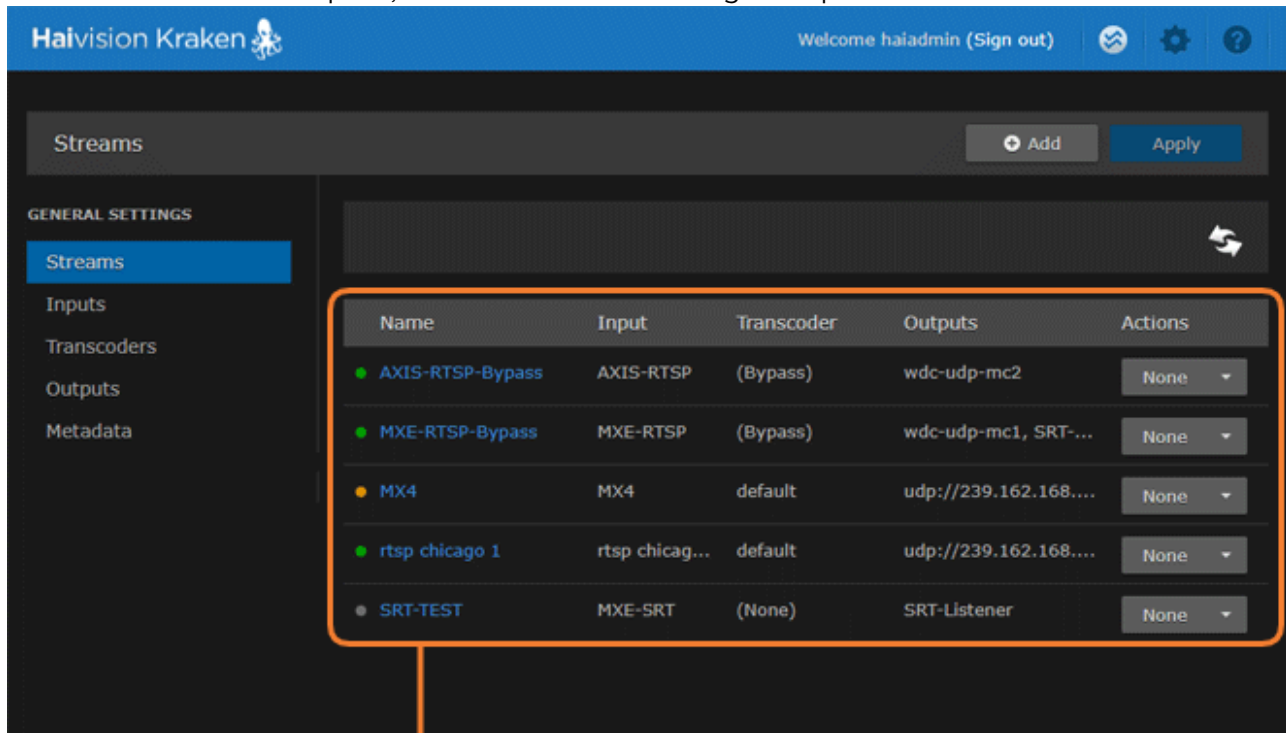 Haivision Kraken
Welcome haiadmin (Sign out)
Streams
Add
Apply
GENERAL SETTINGS
Streams
Inputs
Transcoders
Outputs
Metadata
Name Input Transcoder Outputs Actions
AXIS-RTSP-Bypass AXIS-RTSP (Bypass) wdc-udp-mc2 None
MXE-RTSP-Bypass MXE-RTSP (Bypass) wdc-udp-mc1, SRT-... None
MX4 MX4 default udp://239.162.168.... None
rtsp chicago 1 rtsp chicag... default udp://239.162.168.... None
SRT-TEST MXE-SRT (None) SRT-Listener None